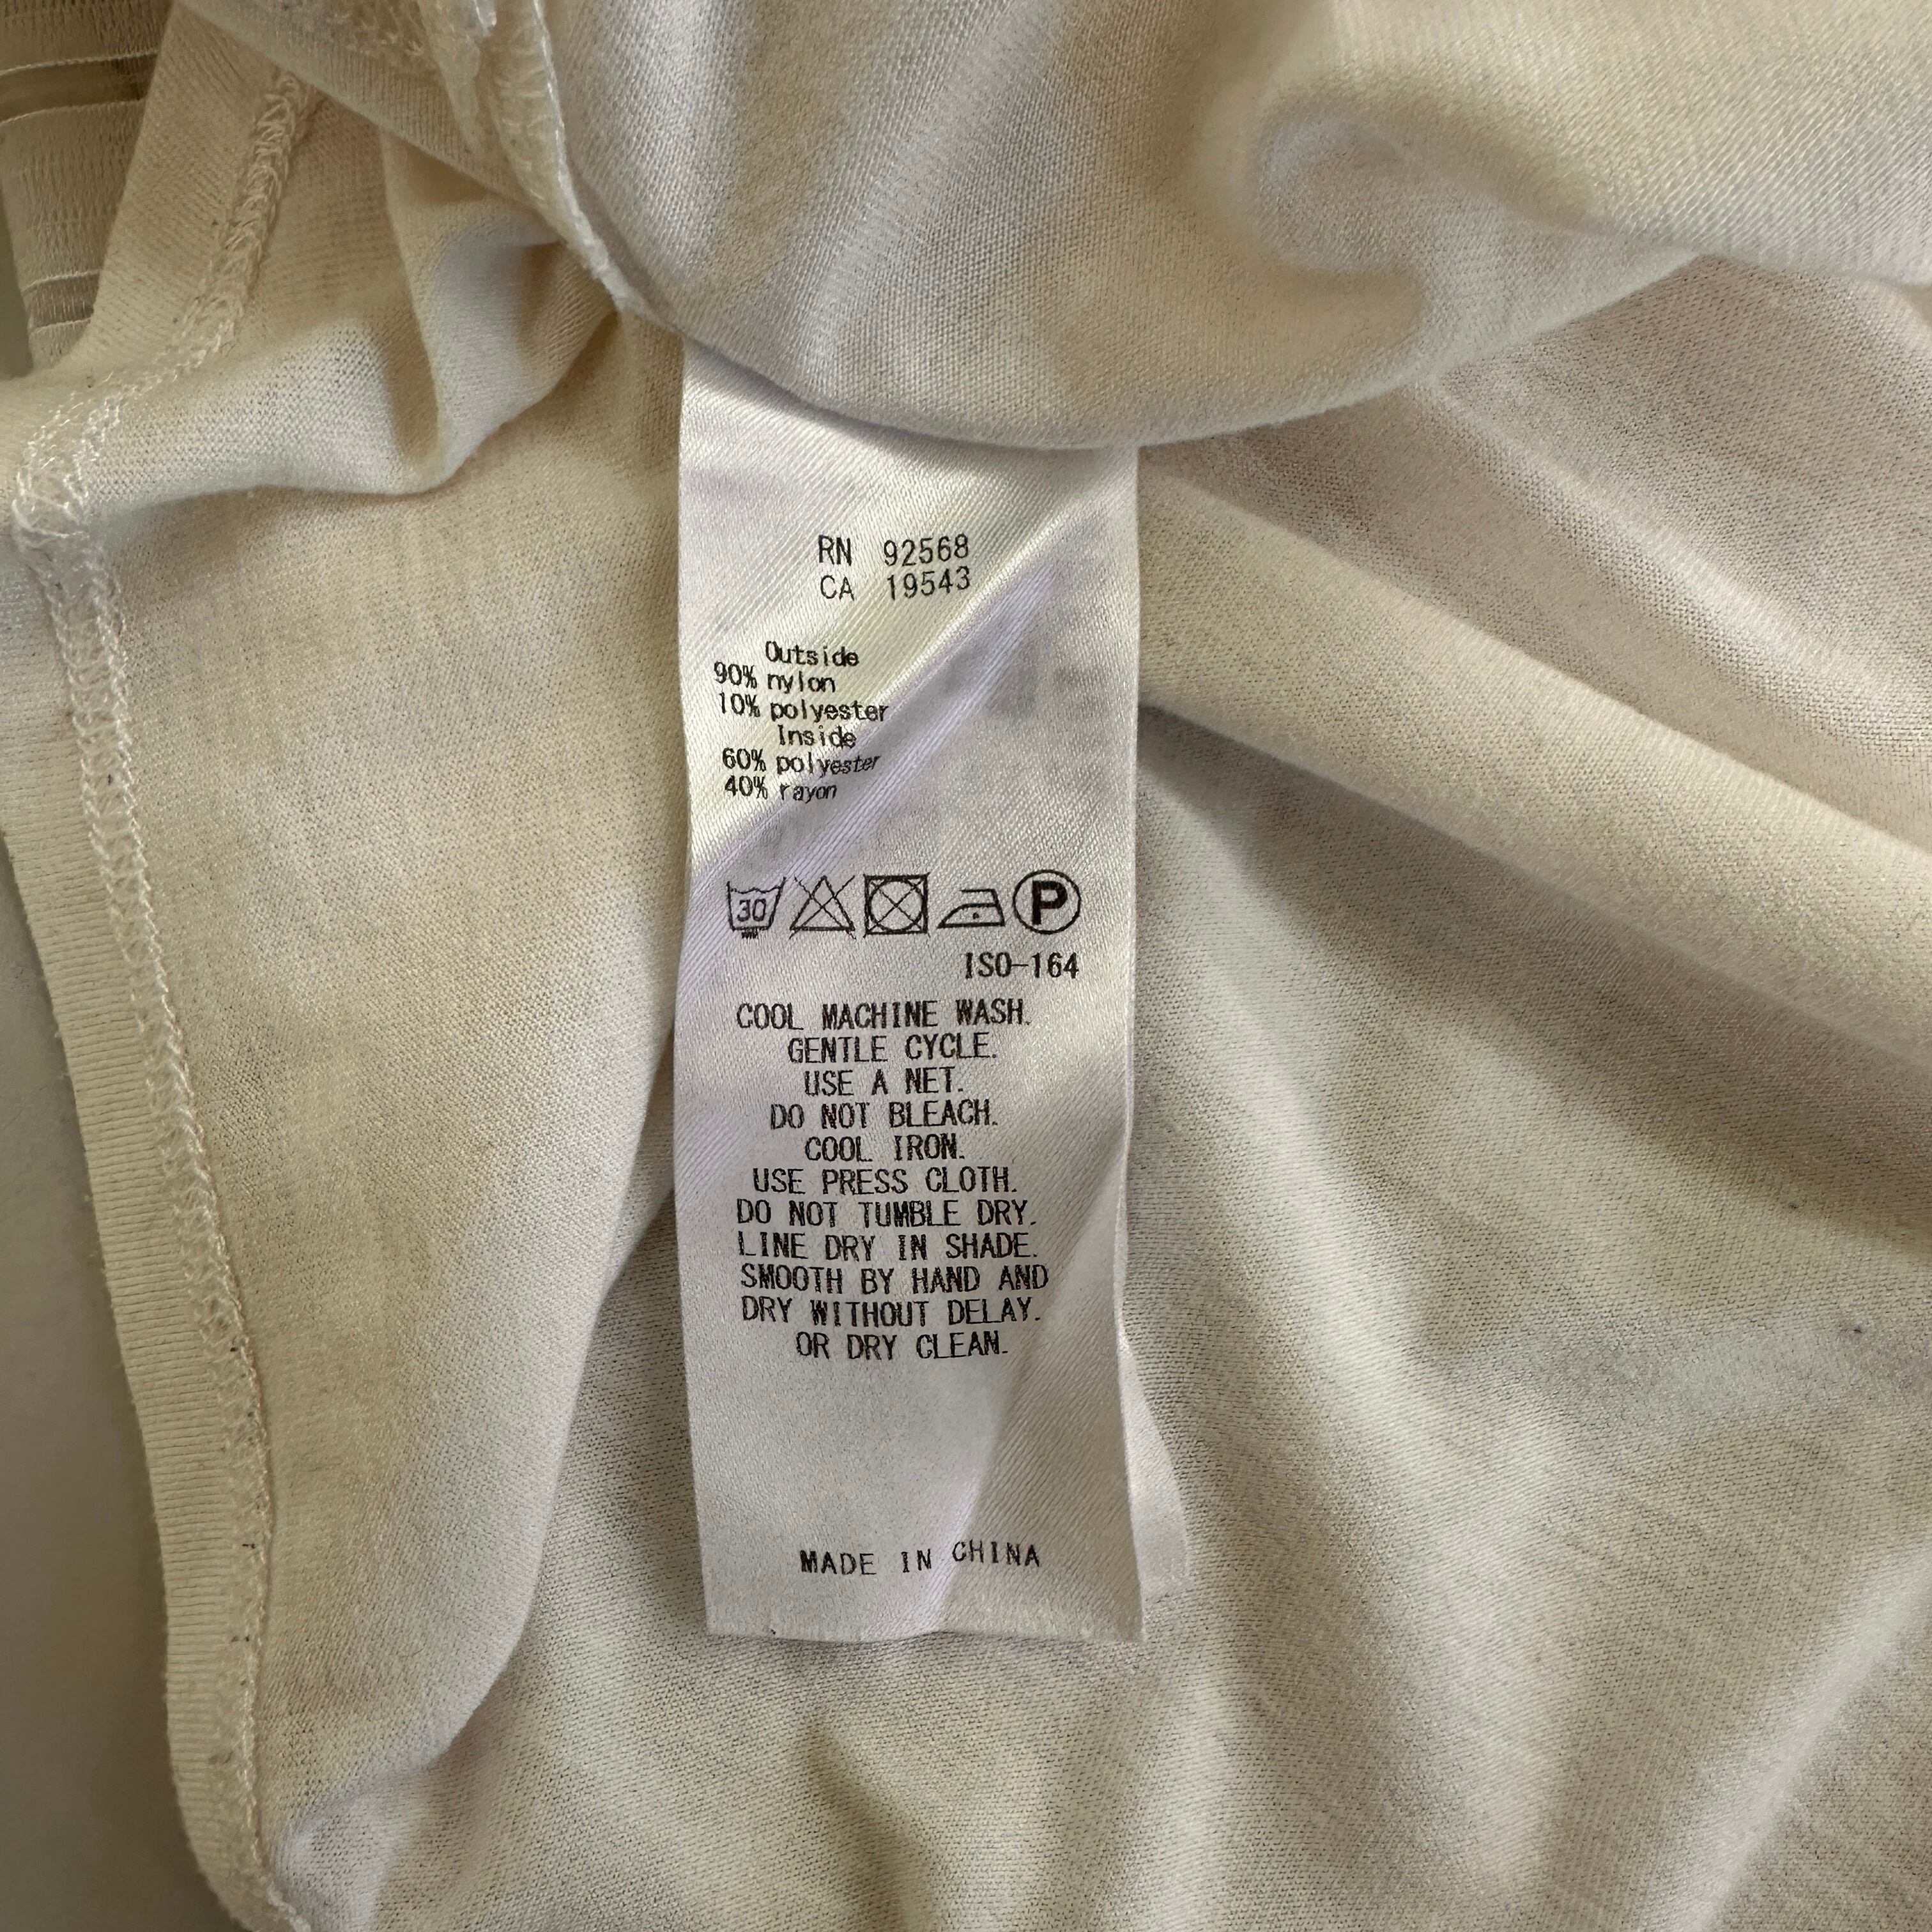 RN 92568
CA 19543
Outside
90% nylon
10% polyester
Inside
60% polyester
40% rayon
30
P
ISO-164
COOL MACHINE WASH.
GENTLE CYCLE.
USE A NET.
DO NOT BLEACH.
COOL IRON.
USE PRESS CLOTH.
DO NOT TUMBLE DRY.
LINE DRY IN SHADE.
SMOOTH BY HAND AND
DRY WITHOUT DELAY.
OR DRY CLEAN.
MADE IN CHINA